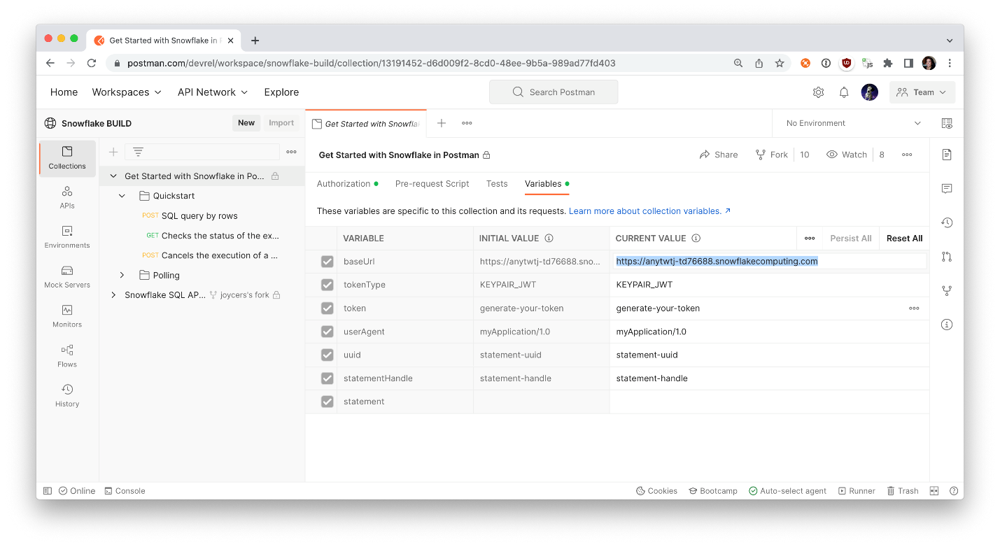 Get Started with Snowflake in P
postman.com/devrel/workspace/snowflake-build/collection/13191452-d6d009f2-8cd0-48ee-9b5a-989ad77fd403
Home Workspaces API Network Explore Search Postman Team
Snowflake BUILD New Import Get Started with Snowfla No Environment
Collections
APIs
Environments
Mock Servers
Monitors
Flows
History
Get Started with Snowflake in Po...
Quickstart
POST SQL query by rows
GET Checks the status of the ex...
POST Cancels the execution of a ...
Polling
Snowflake SQL AP... joycers's fork
Get Started with Snowflake in Postman Share Fork 10 Watch 8
Authorization Pre-request Script Tests Variables
These variables are specific to this collection and its requests. Learn more about collection variables. ↗
VARIABLE INITIAL VALUE CURRENT VALUE Persist All Reset All
baseUrl https://anytwtj-td76688.sno... https://anytwtj-td76688.snowflakecomputing.com
tokenType KEYPAIR_JWT KEYPAIR_JWT
token generate-your-token generate-your-token
userAgent myApplication/1.0 myApplication/1.0
uuid statement-uuid statement-uuid
statementHandle statement-handle statement-handle
statement
Online Console Cookies Bootcamp Auto-select agent Runner Trash